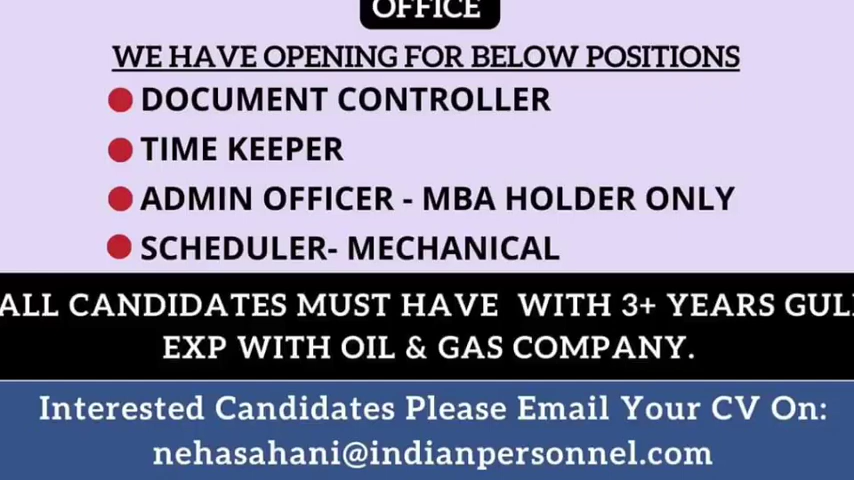 OFFICE
WE HAVE OPENING FOR BELOW POSITIONS
DOCUMENT CONTROLLER
TIME KEEPER
ADMIN OFFICER - MBA HOLDER ONLY
SCHEDULER- MECHANICAL
ALL CANDIDATES MUST HAVE WITH 3+ YEARS GULF
EXP WITH OIL & GAS COMPANY.
Interested Candidates Please Email Your CV On:
nehasahani@indianpersonnel.com